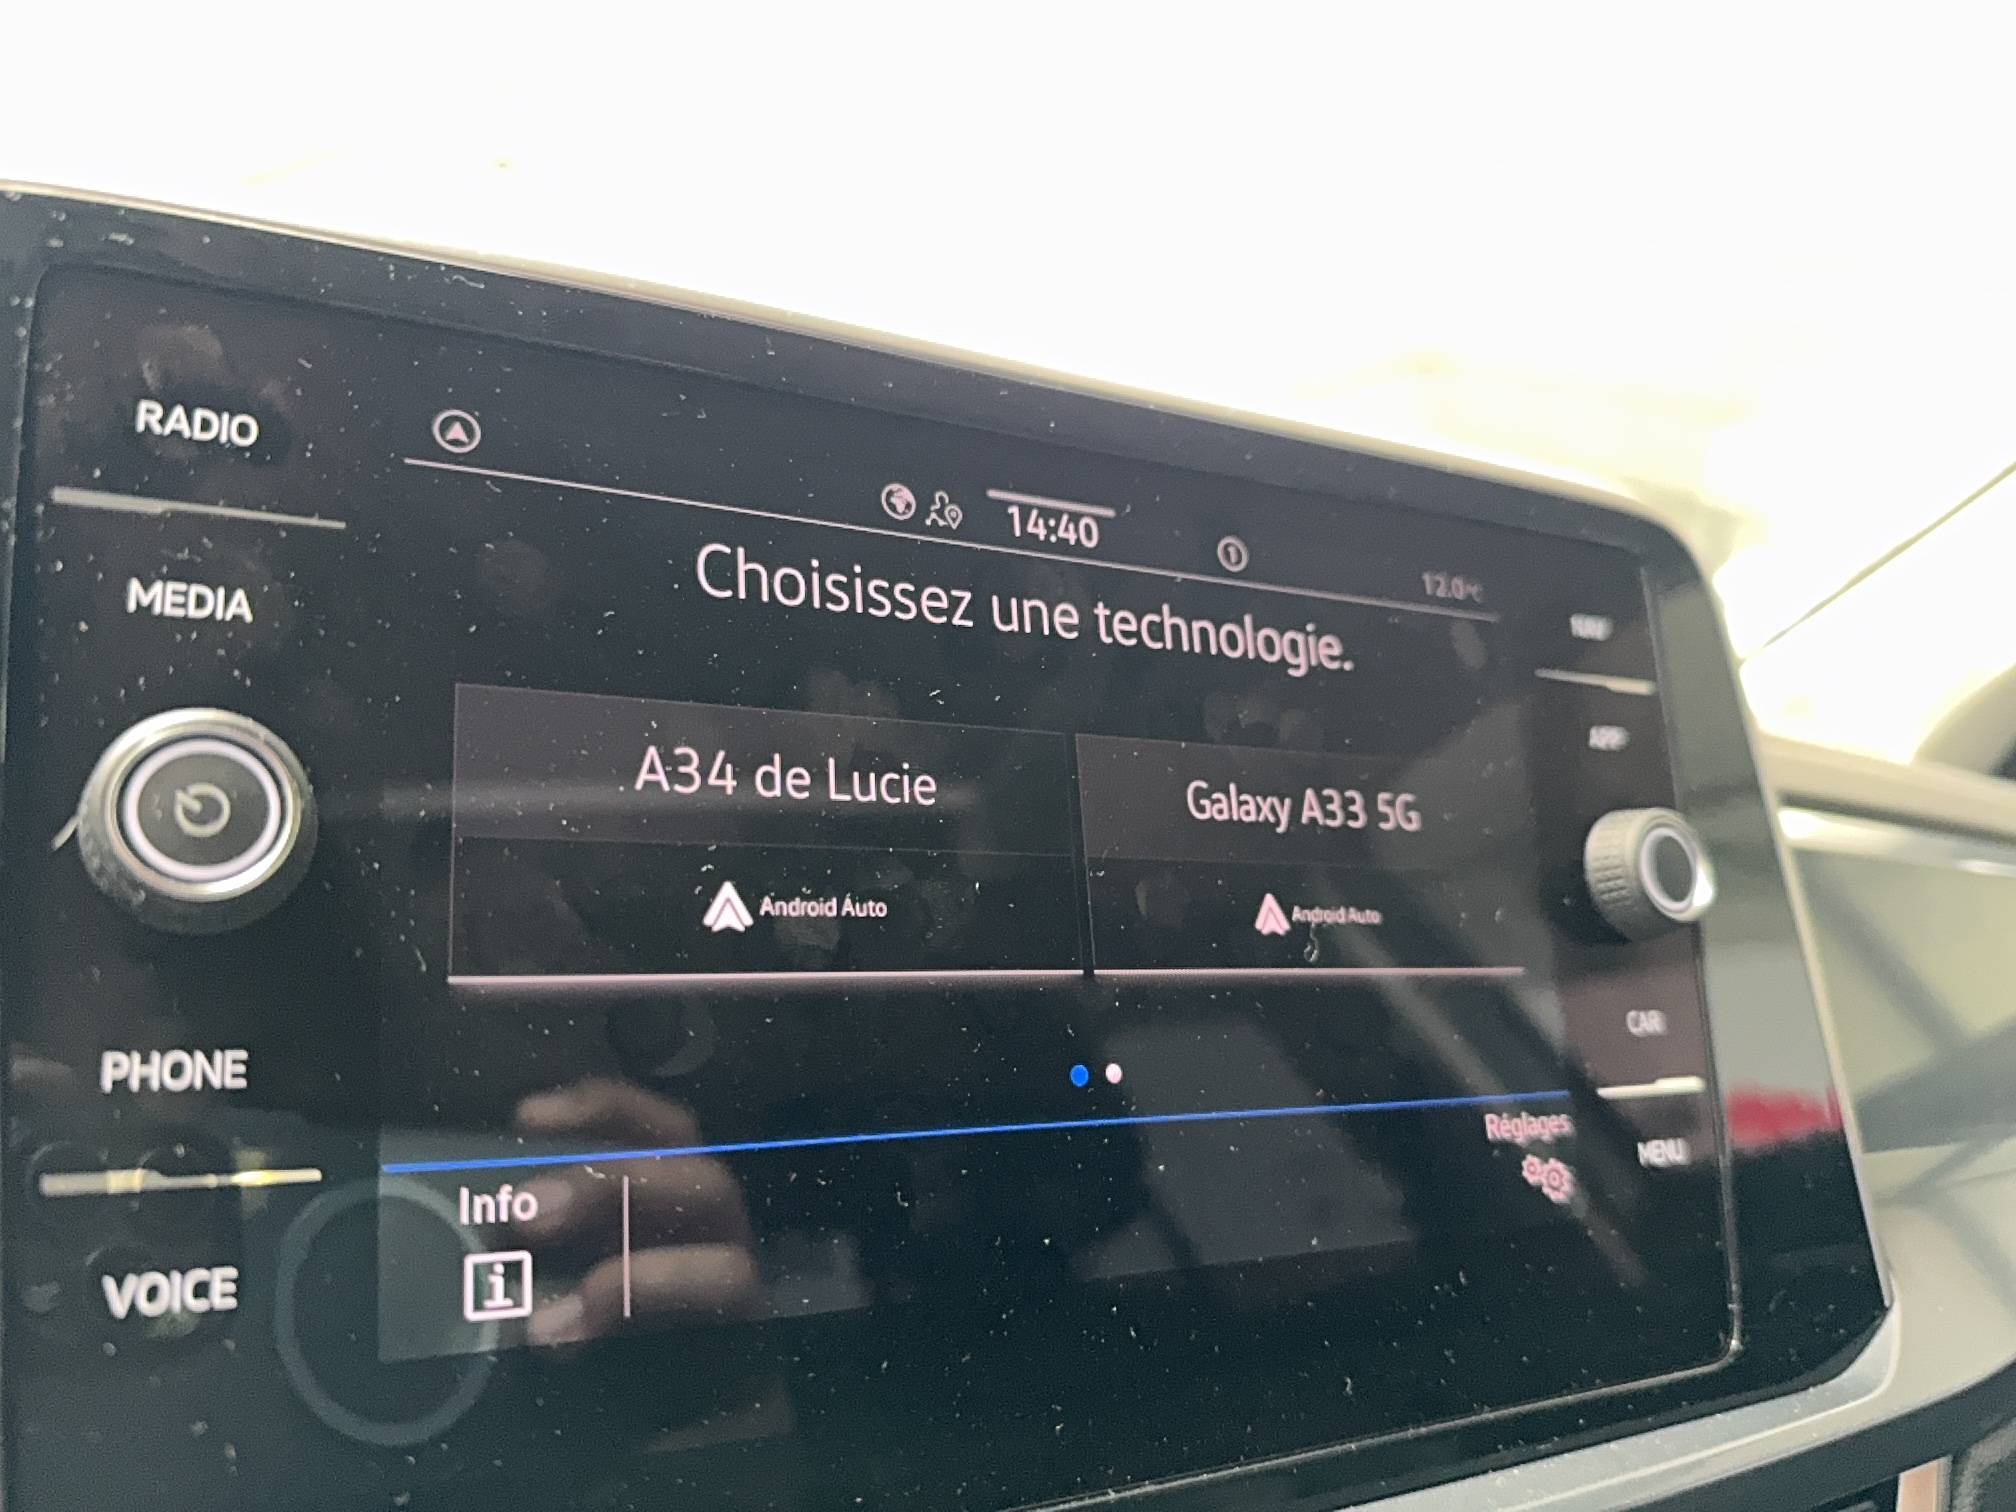 RADIO
14:40
1
12.0°C
Choisissez une technologie.
MEDIA
A34 de Lucie
Galaxy A33 5G
APP
Android Auto
Android Auto
CAR
PHONE
Réglages
MENU
Info
i
VOICE